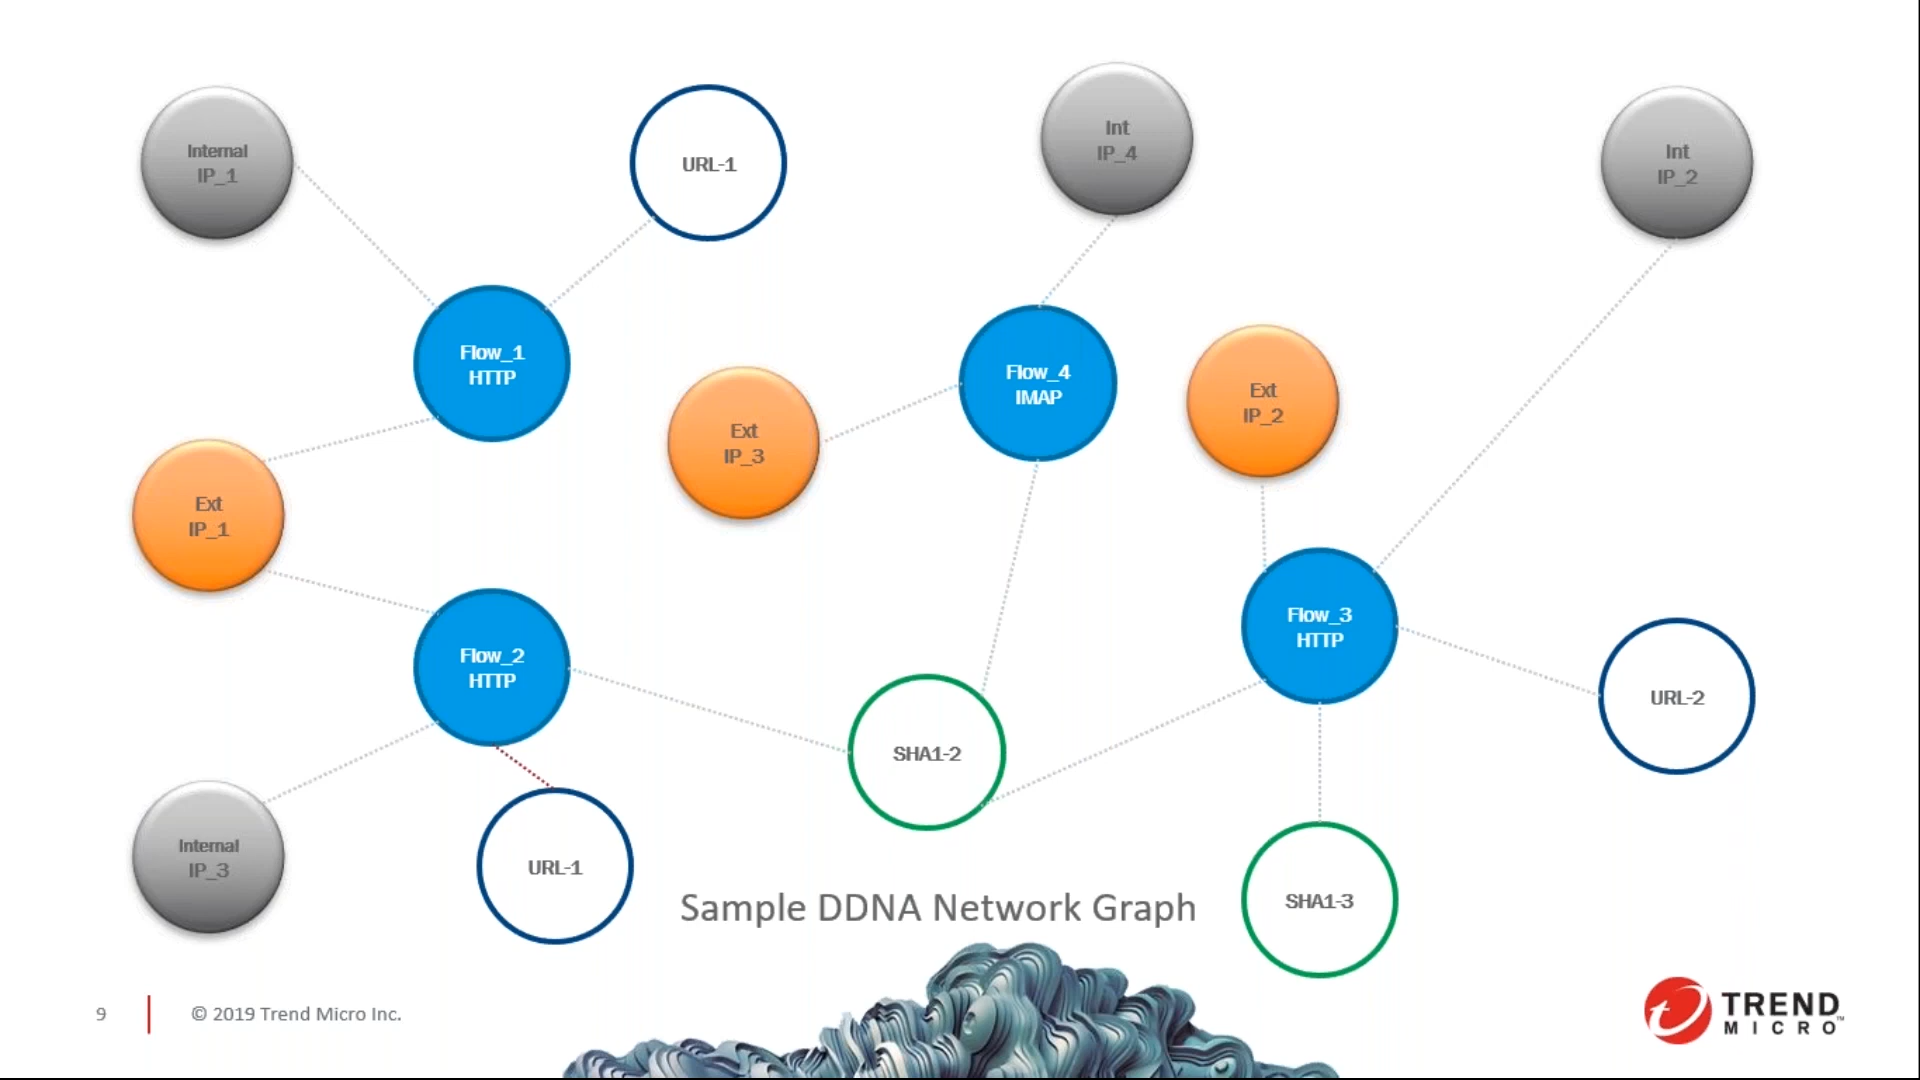 Internal
IP_1
URL-1
Int
IP_4
Int
IP_2
Flow_1
HTTP
Flow_4
IMAP
Ext
IP_2
Ext
IP_3
Ext
IP_1
Flow_3
HTTP
Flow_2
HTTP
URL-2
SHA1-2
Internal
IP_3
URL-1
SHA1-3
Sample DDNA Network Graph
9
© 2019 Trend Micro Inc.
TREND
MICRO™